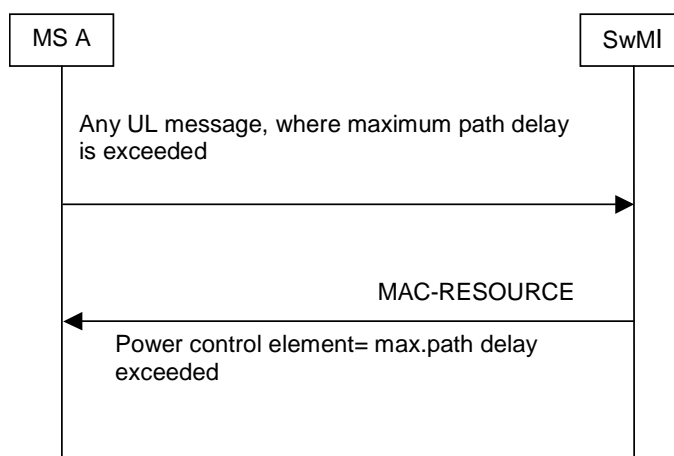 MS A
SwMI
Any UL message, where maximum path delay
is exceeded
MAC-RESOURCE
Power control element= max.path delay
exceeded